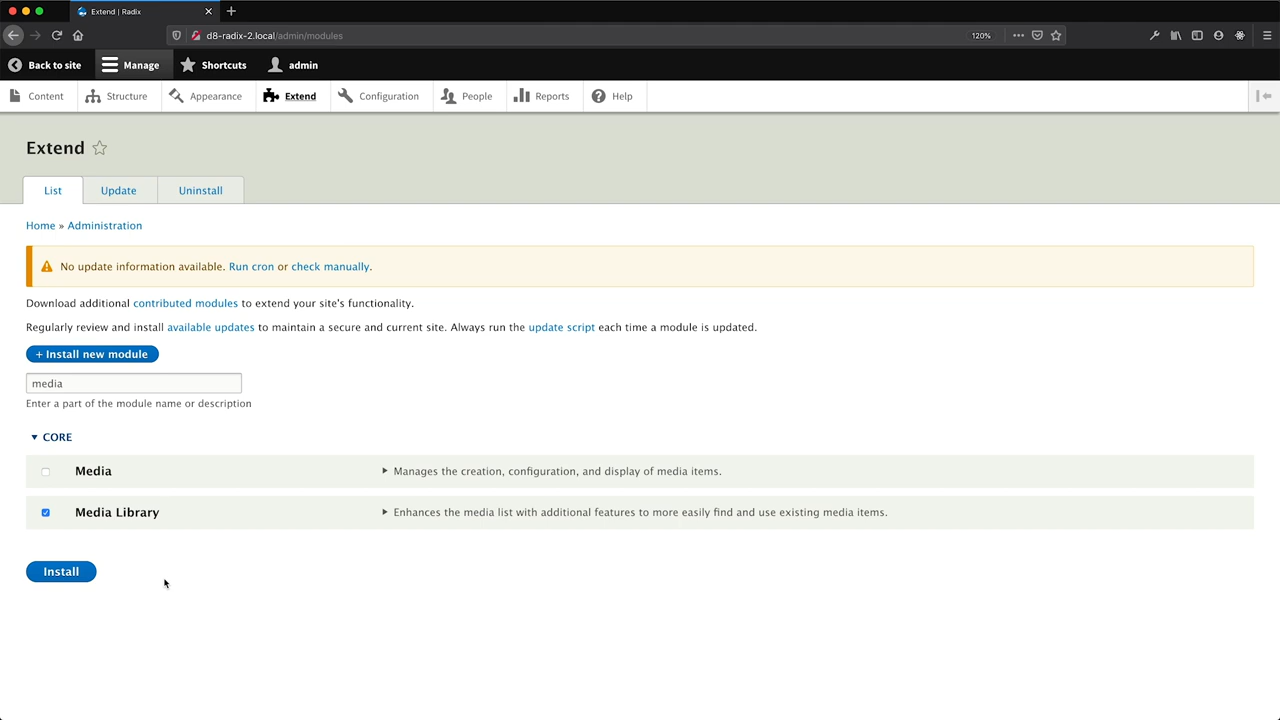 Extend | Radix
d8-radix-2.local/admin/modules
120%
Back to site
Manage
Shortcuts
admin
Content
Structure
Appearance
Extend
Configuration
People
Reports
Help
Extend
List
Update
Uninstall
Home » Administration
No update information available. Run cron or check manually.
Download additional contributed modules to extend your site's functionality.
Regularly review and install available updates to maintain a secure and current site. Always run the update script each time a module is updated.
+ Install new module
media
Enter a part of the module name or description
CORE
Media
Manages the creation, configuration, and display of media items.
Media Library
Enhances the media list with additional features to more easily find and use existing media items.
Install